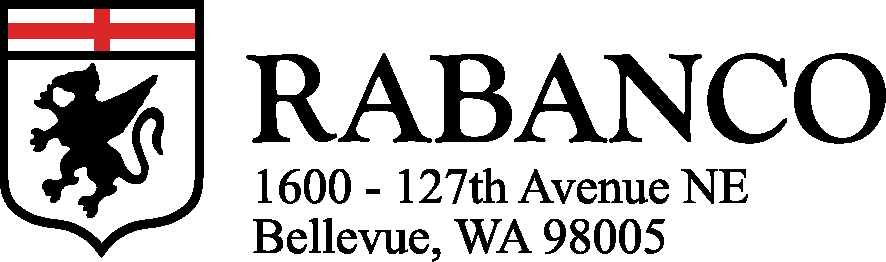 RABANCO
1600 - 127th Avenue NE
Bellevue, WA 98005